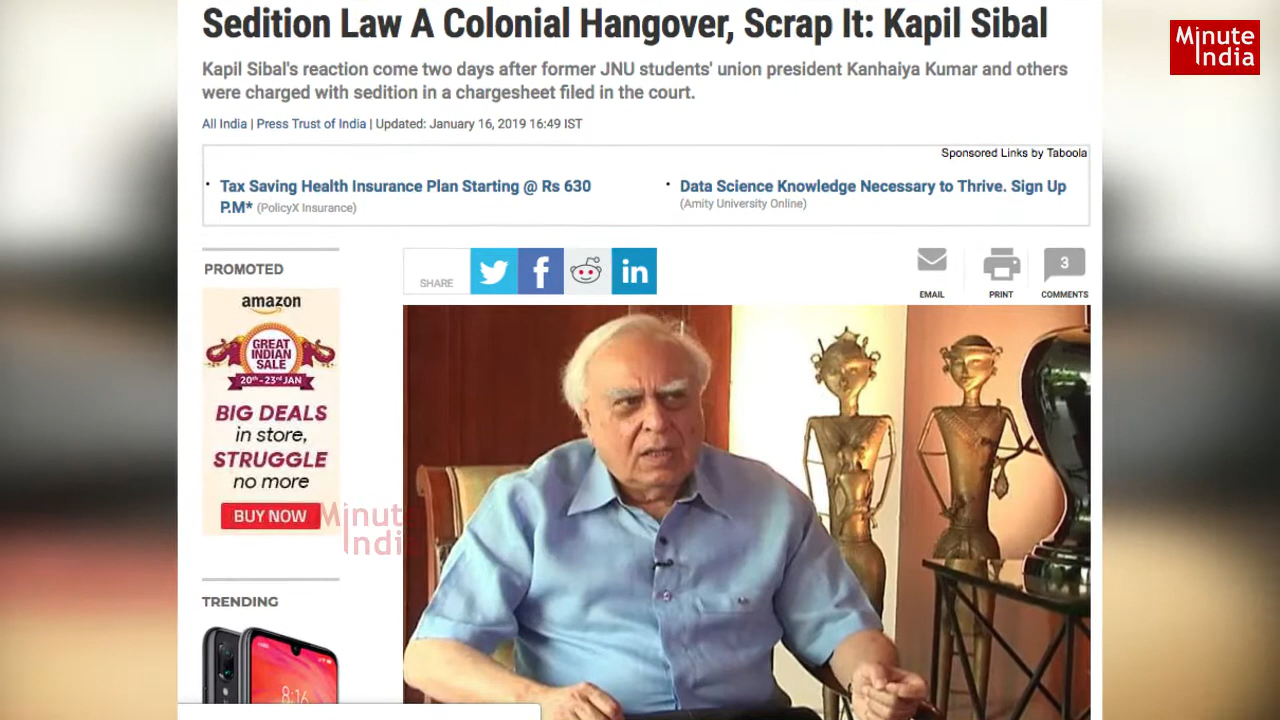 Sedition Law A Colonial Hangover, Scrap It: Kapil Sibal
Minute
India
Kapil Sibal's reaction come two days after former JNU students' union president Kanhaiya Kumar and others
were charged with sedition in a chargesheet filed in the court.
All India | Press Trust of India | Updated: January 16, 2019 16:49 IST
Sponsored Links by Taboola
· Tax Saving Health Insurance Plan Starting @ Rs 630
P.M* (PolicyX Insurance)
· Data Science Knowledge Necessary to Thrive. Sign Up
(Amity University Online)
PROMOTED
amazon
GREAT
INDIAN
SALE
20th-23rd JAN
BIG DEALS
in store,
STRUGGLE
no more
BUY NOW
SHARE
f
in
EMAIL
PRINT
3
COMMENTS
Minute
India
TRENDING
8:16